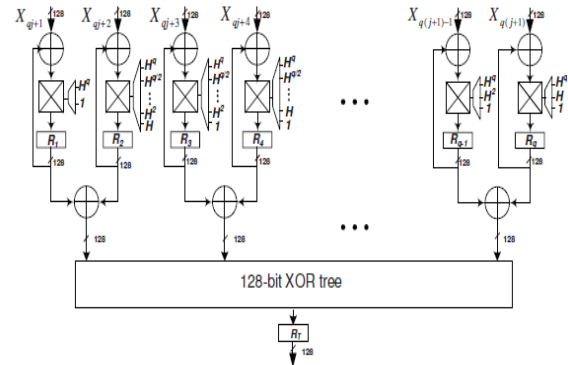 128 128 128 128 128 128
X_{qj+1} X_{qj+2} X_{qj+3} X_{qj+4} X_{q(j+1)-1} X_{q(j+1)}
H^q 1
H^q H^{q/2} ⋮ H^2 H
H^q H^{q/2} ⋮ H^2 1
H^q H^{q/2} ⋮ H 1
• • •
H^q H^2 1
H^q H 1
R_1 R_2 R_3 R_4 R_{q-1} R_q
128 128 128 128 128 128
• • •
128 128 128
128-bit XOR tree
R_T
128